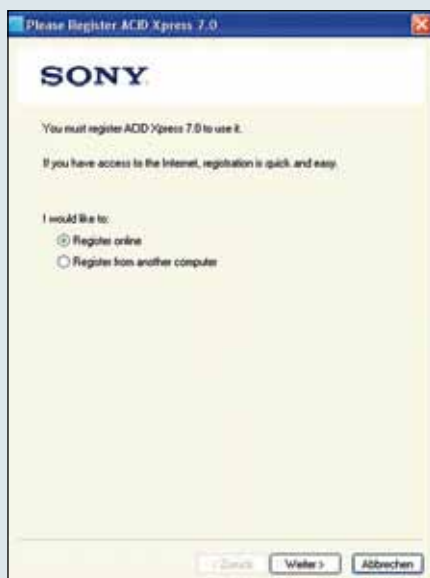 Please Register ACID Xpress 7.0
SONY
You must register ACID Xpress 7.0 to use it.
If you have access to the Internet, registration is quick and easy.
I would like to:
Register online
Register from another computer
< Zurück Weiter > Abbrechen